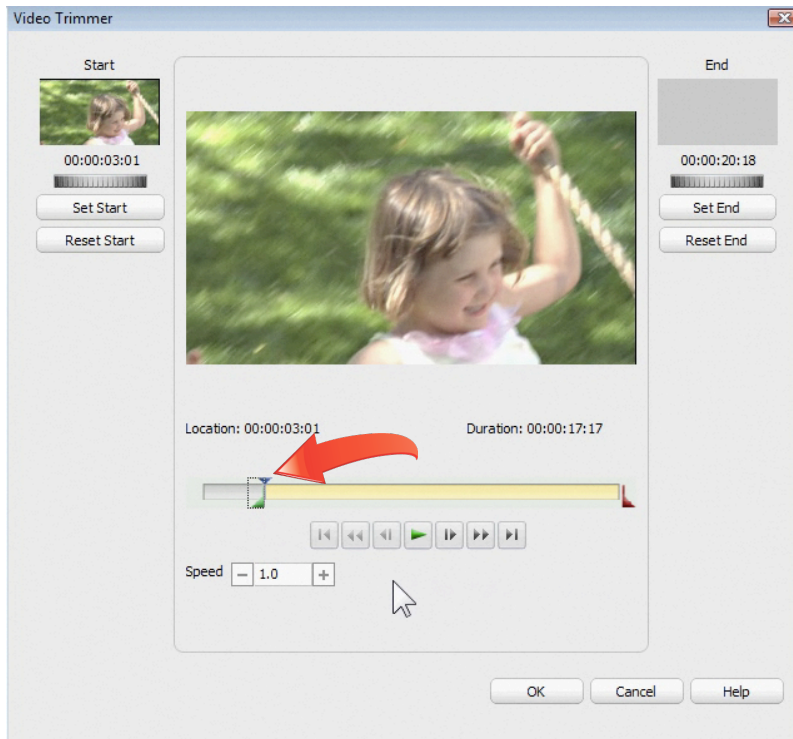 Video Trimmer
Start
End
00:00:03:01
00:00:20:18
Set Start
Set End
Reset Start
Reset End
Location: 00:00:03:01
Duration: 00:00:17:17
Speed
1.0
OK
Cancel
Help